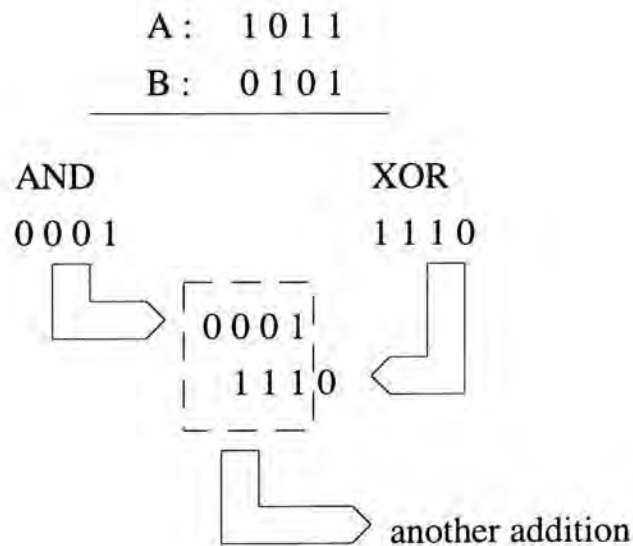 A: 1011
B: 0101
AND XOR
0001 1110
0001
1110
another addition